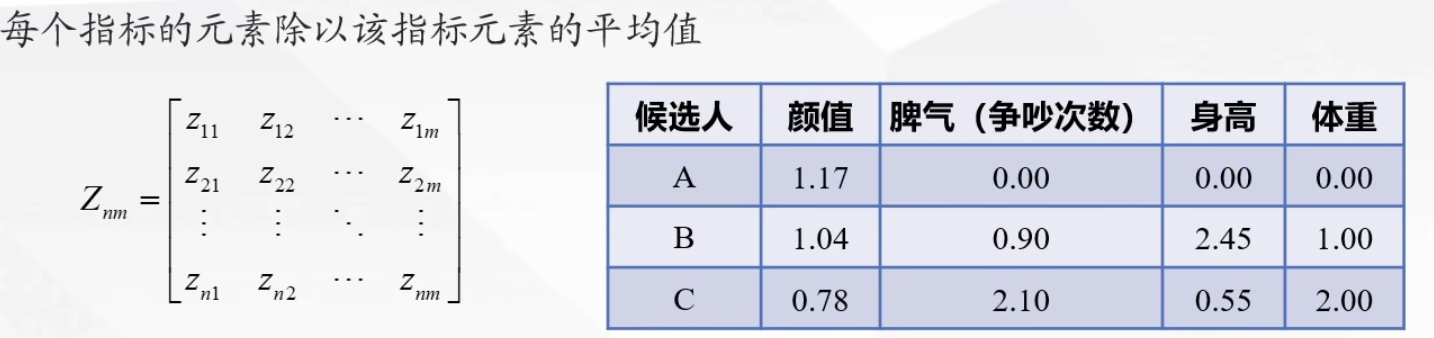 每个指标的元素除以该指标元素的平均值
Z_{nm} = \begin{bmatrix} z_{11} & z_{12} & \cdots & z_{1m} \\ z_{21} & z_{22} & \cdots & z_{2m} \\ \vdots & \vdots & \ddots & \vdots \\ z_{n1} & z_{n2} & \cdots & z_{nm} \end{bmatrix}
候选人 颜值 脾气（争吵次数） 身高 体重
A 1.17 0.00 0.00 0.00
B 1.04 0.90 2.45 1.00
C 0.78 2.10 0.55 2.00